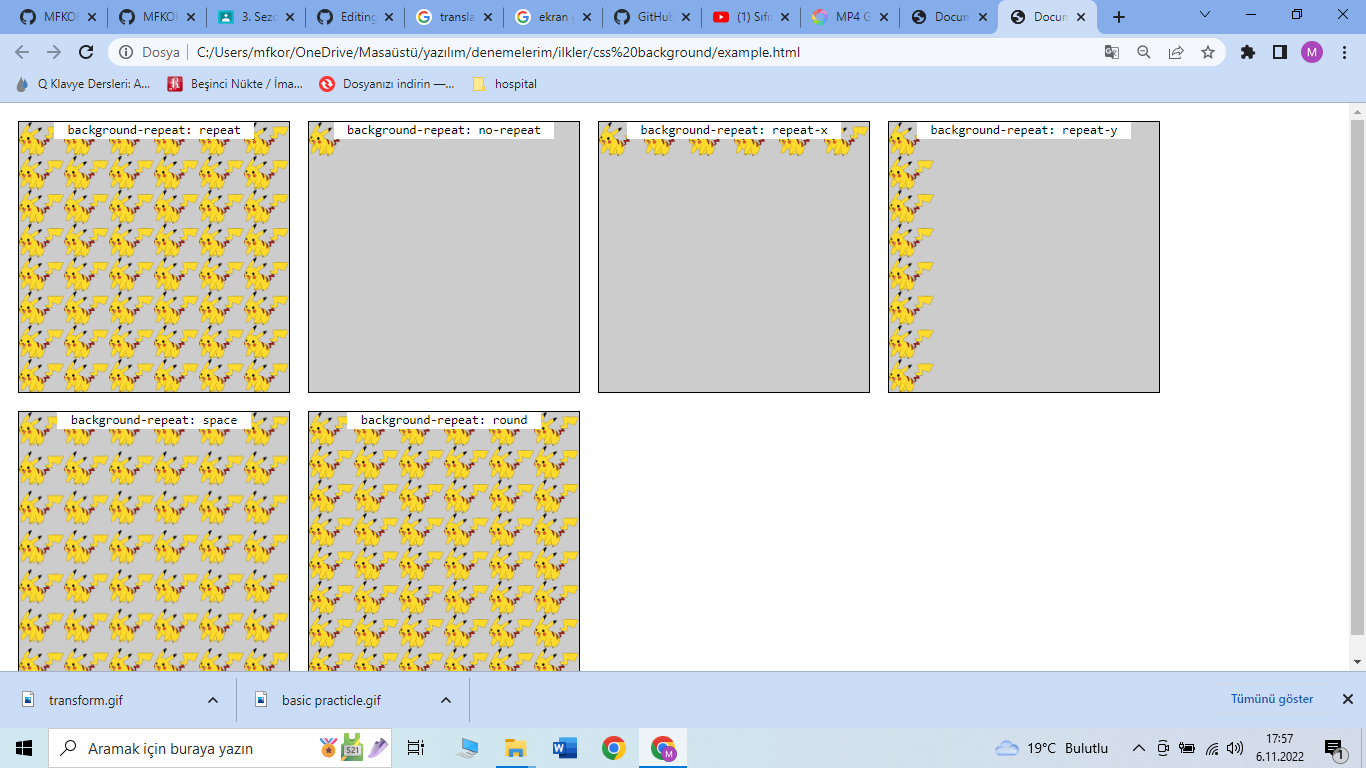 MFKO
MFKO
3. Sezo
Editing
transla
ekran
GitHub
(1) Sıfı
MP4 G
Docum
Docum
Dosya
C:/Users/mfkor/OneDrive/Masaüstü/yazılım/denemelerim/ilkler/css%20background/example.html
M
Q Klavye Dersleri: A...
Beşinci Nükte / İma...
Dosyanızı indirin —...
hospital
background-repeat: repeat
background-repeat: no-repeat
background-repeat: repeat-x
background-repeat: repeat-y
background-repeat: space
background-repeat: round
transform.gif
basic practicle.gif
Tümünü göster
Aramak için buraya yazın
521
M
19°C Bulutlu
17:57
6.11.2022
1